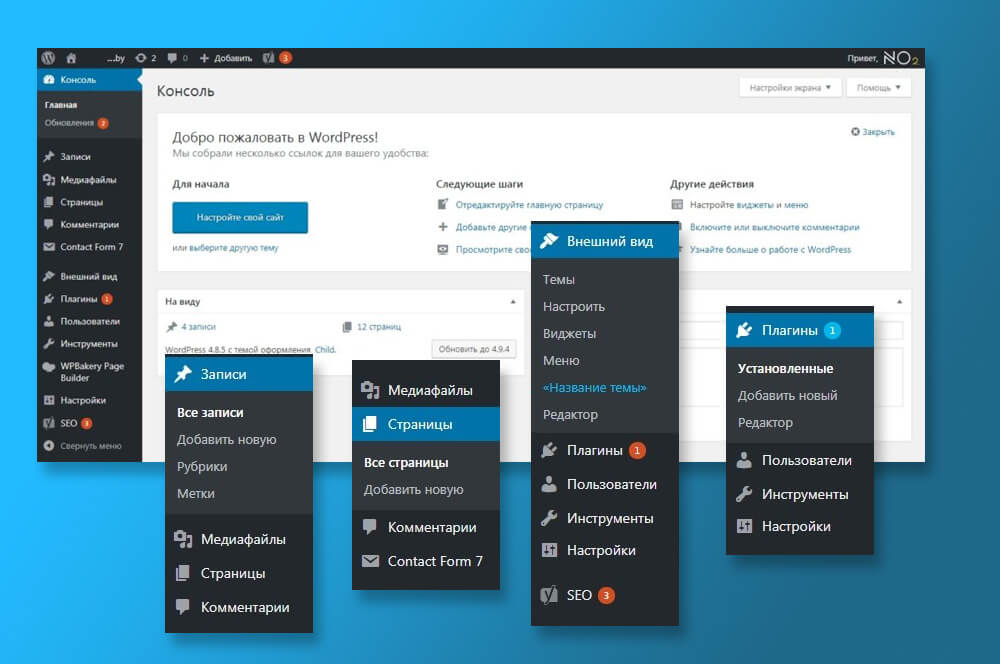 ...by 2 0 Добавить 3
Привет, NO2
Консоль
Главная
Обновления 2
Записи
Медиафайлы
Страницы
Комментарии
Contact Form 7
Внешний вид
Плагины 1
Пользователи
Инструменты
WPBakery Page
Builder
Настройки
SEO 3
Свернуть меню
Консоль
Настройки экрана
Помощь
Добро пожаловать в WordPress!
Мы собрали несколько ссылок для вашего удобства:
Закрыть
Для начала
Настройте свой сайт
или выберите другую тему
Следующие шаги
Отредактируйте главную страницу
Добавьте другие
Просмотрите
Другие действия
Настройте виджеты и меню
Включите или выключите комментарии
Узнайте больше о работе с WordPress
На виду
4 записи
12 страниц
WordPress 4.8.5 с темой оформления Child.
Обновить до 4.9.4
Записи
Все записи
Добавить новую
Рубрики
Метки
Медиафайлы
Страницы
Комментарии
Медиафайлы
Страницы
Все страницы
Добавить новую
Комментарии
Contact Form 7
Внешний вид
Темы
Настроить
Виджеты
Меню
«Название темы»
Редактор
Плагины 1
Пользователи
Инструменты
Настройки
SEO 3
Плагины 1
Установленные
Добавить новый
Редактор
Пользователи
Инструменты
Настройки